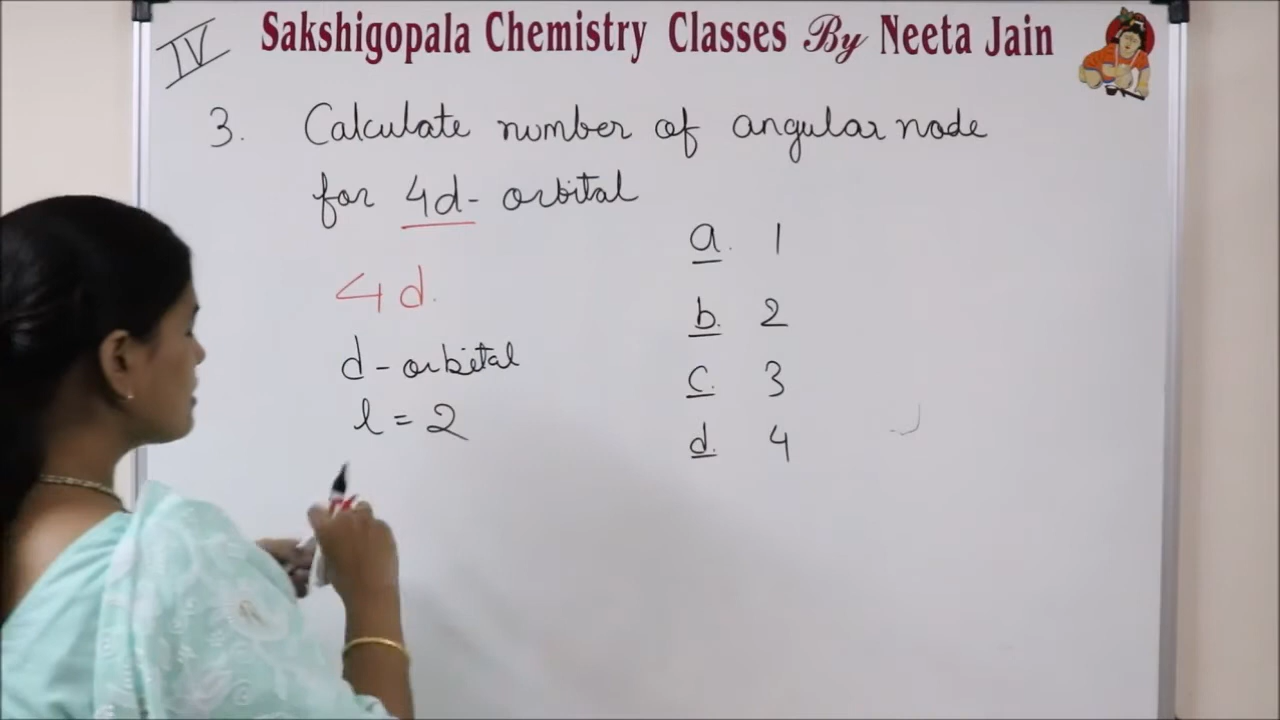 Sakshigopala Chemistry Classes By Neeta Jain
IV
3. Calculate number of angular node
for 4d- orbital
4d.
d-orbital
l = 2
a. 1
b. 2
c. 3
d. 4